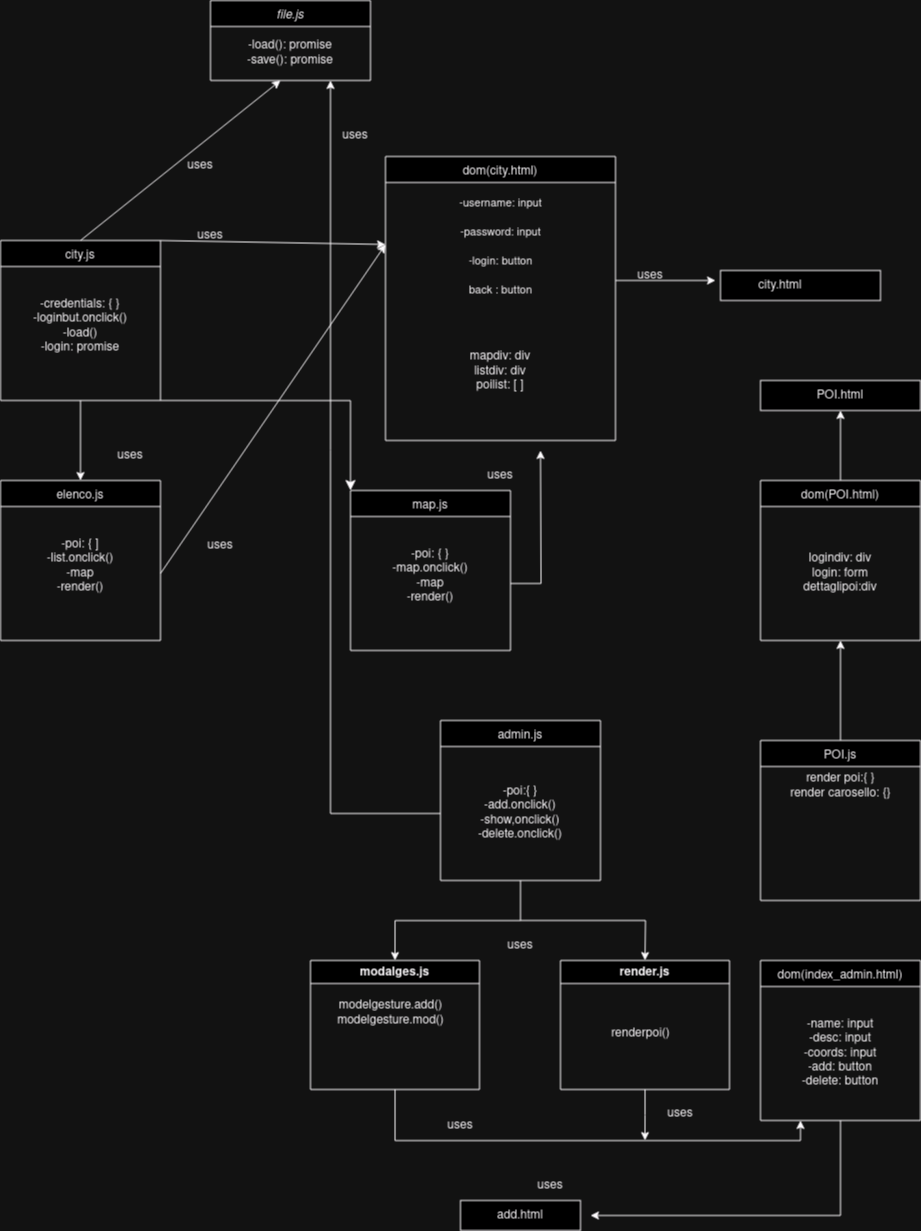 file.js
-load(): promise
-save(): promise
uses
uses
dom(city.html)
-username: input
-password: input
-login: button
back : button
mapdiv: div
listdiv: div
poilist: [ ]
uses
city.js
-credentials: { }
-loginbut.onclick()
-load()
-login: promise
uses
city.html
POI.html
uses
uses
elenco.js
-poi: { ]
-list.onclick()
-map
-render()
uses
map.js
-poi: { }
-map.onclick()
-map
-render()
dom(POI.html)
logindiv: div
login: form
dettaglipoi:div
admin.js
-poi:{ }
-add.onclick()
-show,onclick()
-delete.onclick()
POI.js
render poi:{ }
render carosello: {}
uses
modalges.js
modelgesture.add()
modelgesture.mod()
render.js
renderpoi()
dom(index_admin.html)
-name: input
-desc: input
-coords: input
-add: button
-delete: button
uses
uses
uses
add.html